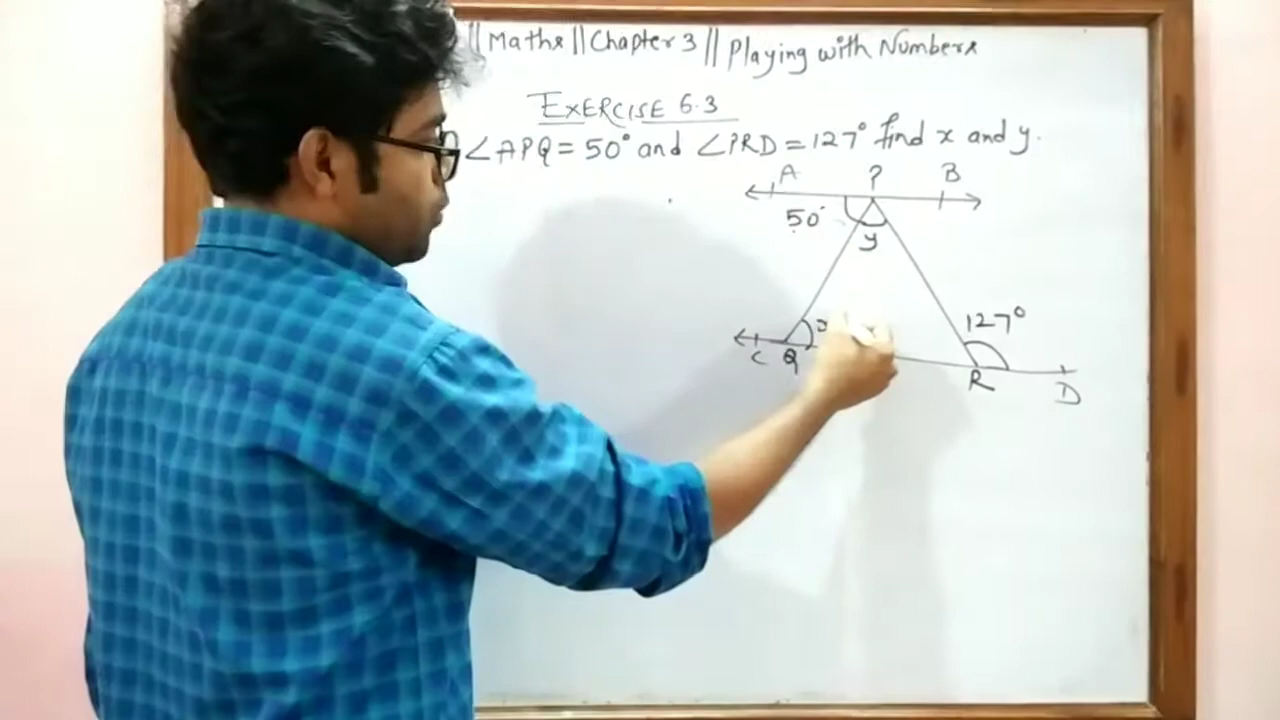 || Maths || Chapter 3 || Playing with Numbers
EXERCISE 6.3
∠APQ = 50° and ∠PRD = 127° find x and y.
A P B
50°
y
127°
C Q R D